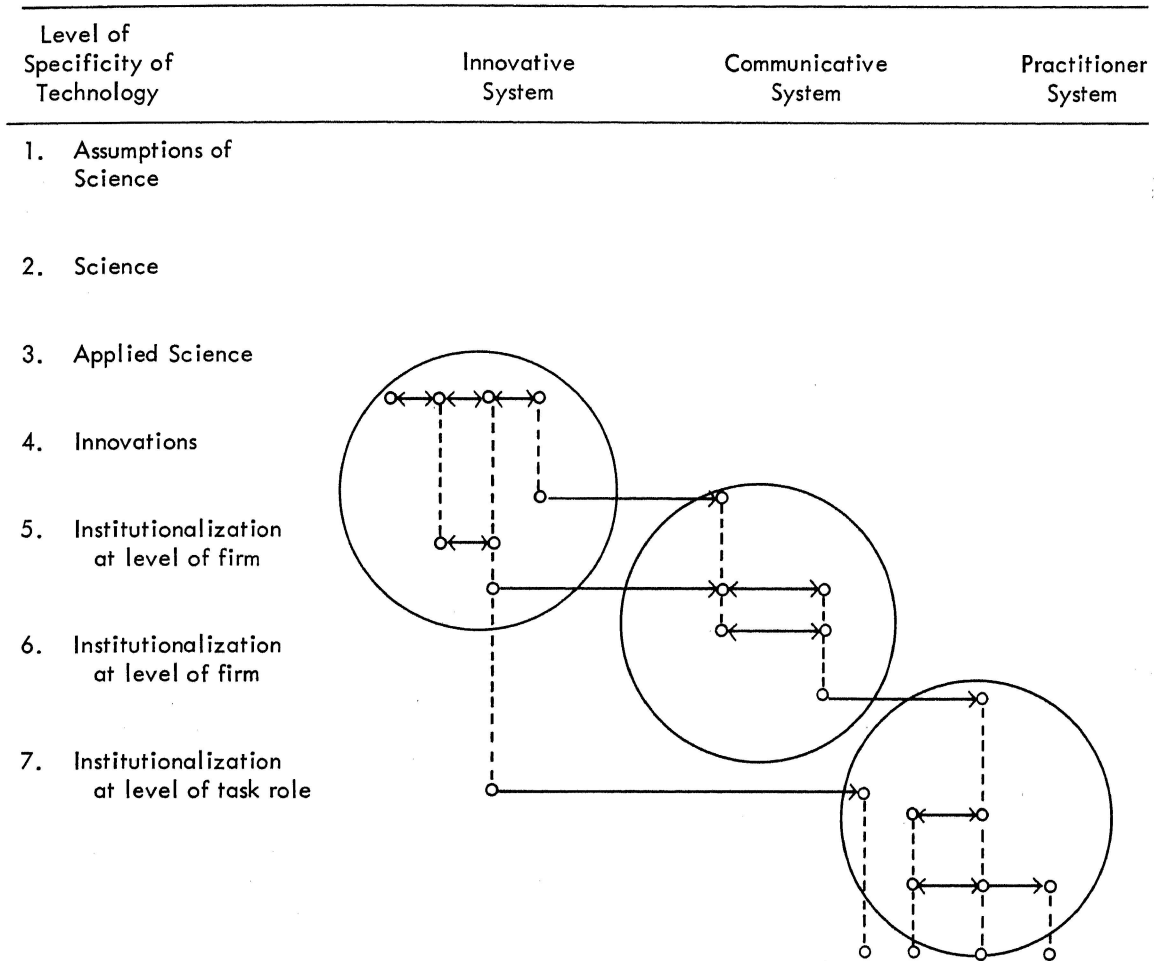 Level of
Specificity of
Technology
Innovative
System
Communicative
System
Practitioner
System
1. Assumptions of
Science
2. Science
3. Applied Science
4. Innovations
5. Institutionalization
at level of firm
6. Institutionalization
at level of firm
7. Institutionalization
at level of task role